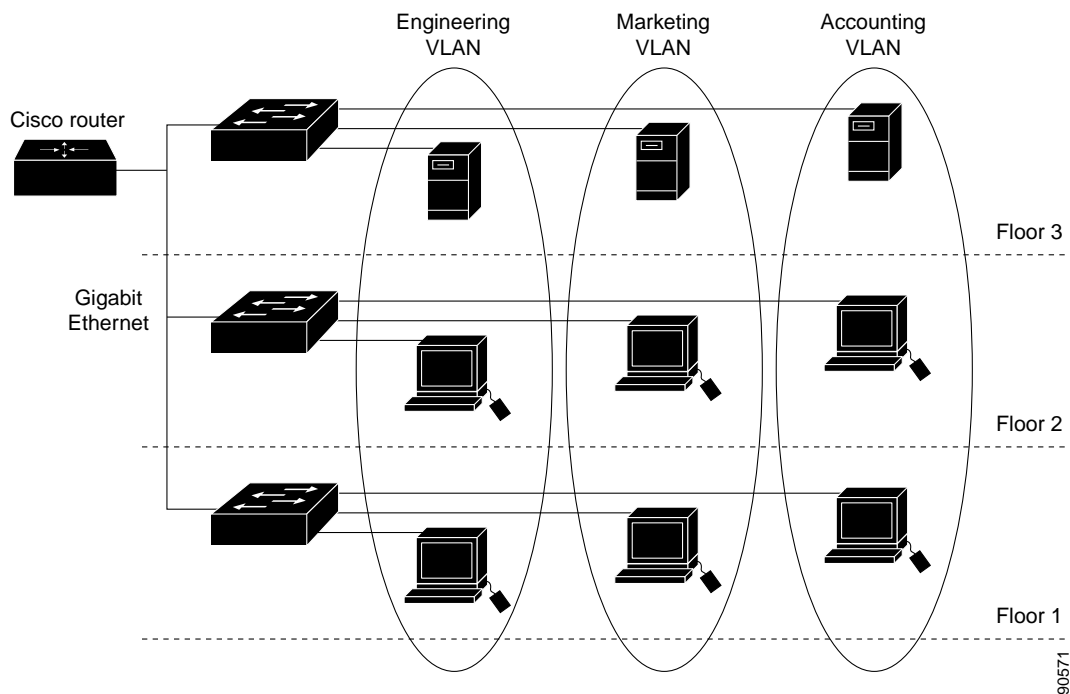 Engineering
VLAN
Marketing
VLAN
Accounting
VLAN
Cisco router
Floor 3
Gigabit
Ethernet
Floor 2
Floor 1
90571